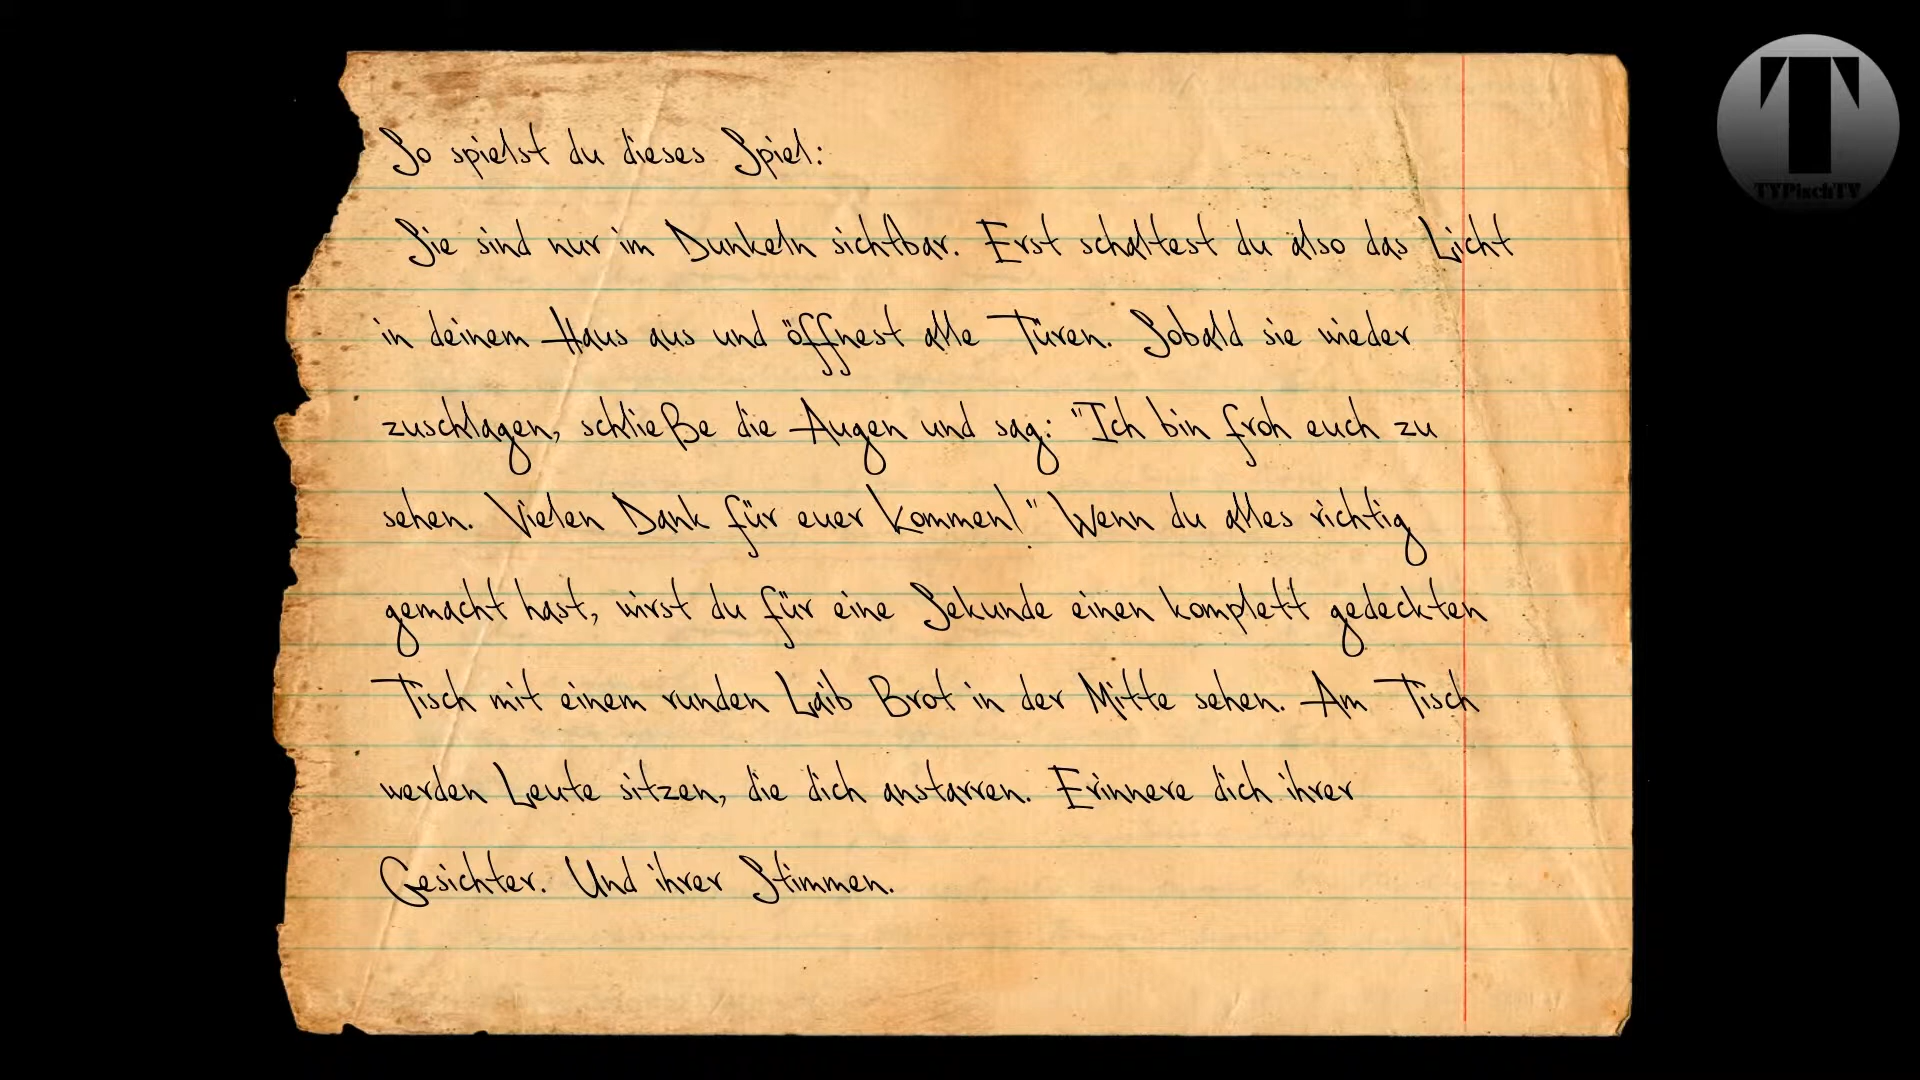 So spielst du dieses Spiel:
Sie sind nur im Dunkeln sichtbar. Erst schaltest du also das Licht
in deinem Haus aus und öffnest alle Türen. Sobald sie wieder
zuschlagen, schließe die Augen und sag: "Ich bin froh euch zu
sehen. Vielen Dank für euer Kommen!" Wenn du alles richtig
gemacht hast, wirst du für eine Sekunde einen komplett gedeckten
Tisch mit einem runden Laib Brot in der Mitte sehen. Am Tisch
werden Leute sitzen, die dich anstarren. Erinnere dich ihrer
Gesichter. Und ihrer Stimmen.
T
TYPischTV